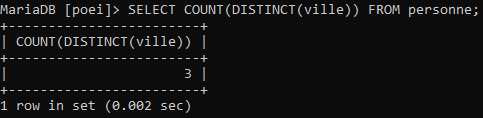 MariaDB [poei]> SELECT COUNT(DISTINCT(ville)) FROM personne;
+------------------------+
| COUNT(DISTINCT(ville)) |
+------------------------+
|                      3 |
+------------------------+
1 row in set (0.002 sec)